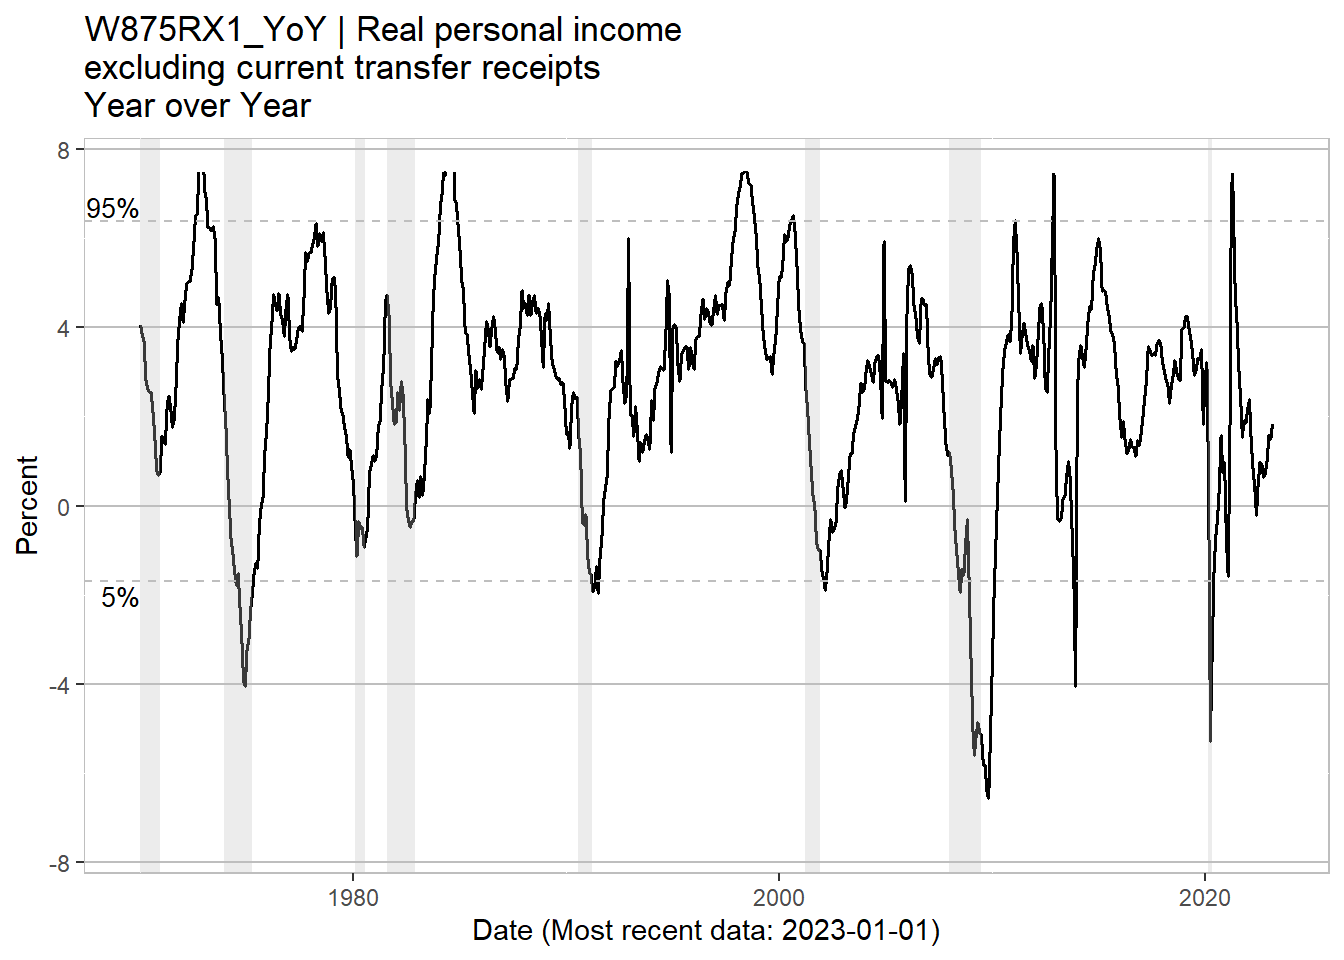 W875RX1_YoY | Real personal income
excluding current transfer receipts
Year over Year
8
95%
4
0
5%
-4
-8
Percent
1980
2000
2020
Date (Most recent data: 2023-01-01)